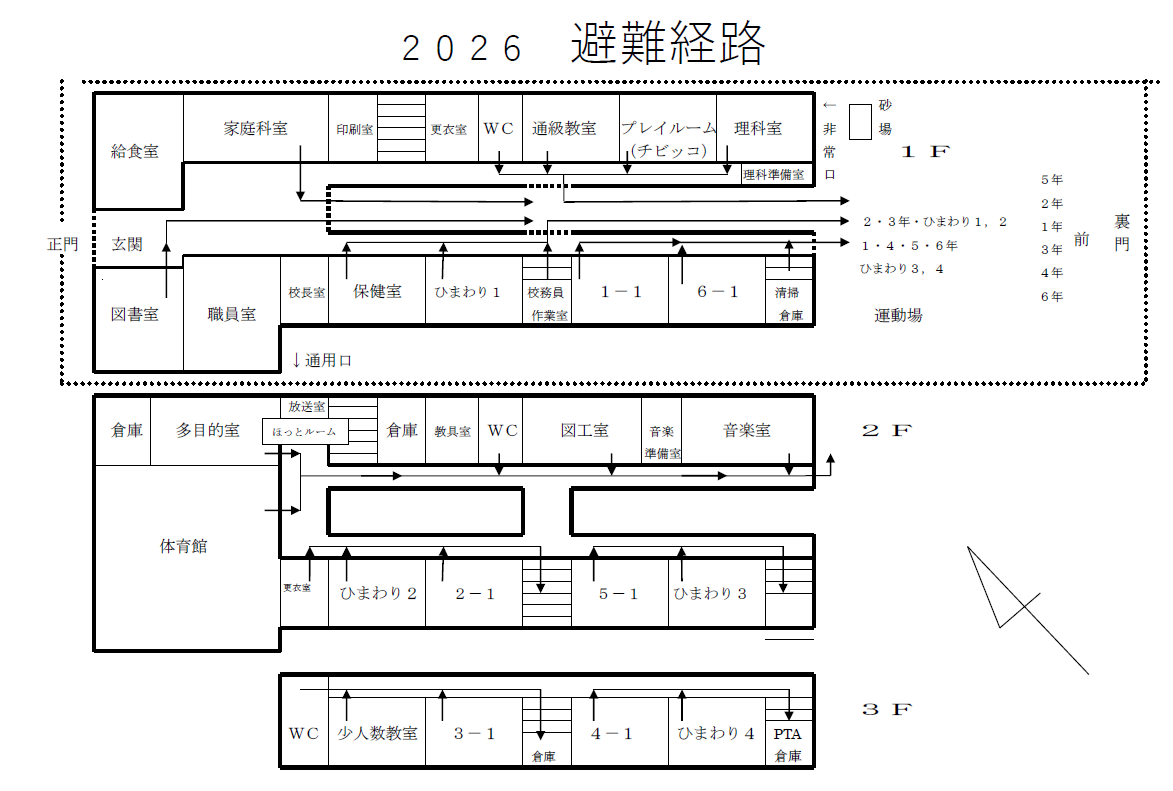 ２０２６　避難経路
給食室
家庭科室
印刷室
更衣室
ＷＣ
通級教室
プレイルーム
（チビッコ）
理科室
理科準備室
←非常口
砂場
１Ｆ
正門
玄関
２・３年・ひまわり１，２
１・４・５・６年
ひまわり３，４
５年
２年
１年
３年
４年
６年
前
裏門
運動場
図書室
職員室
校長室
保健室
ひまわり１
校務員
作業室
１－１
６－１
清掃
倉庫
↓通用口
倉庫
多目的室
放送室
ほっとルーム
倉庫
教具室
ＷＣ
図工室
音楽
準備室
音楽室
２Ｆ
体育館
更衣室
ひまわり２
２－１
５－１
ひまわり３
３Ｆ
ＷＣ
少人数教室
３－１
倉庫
４－１
ひまわり４
PTA
倉庫